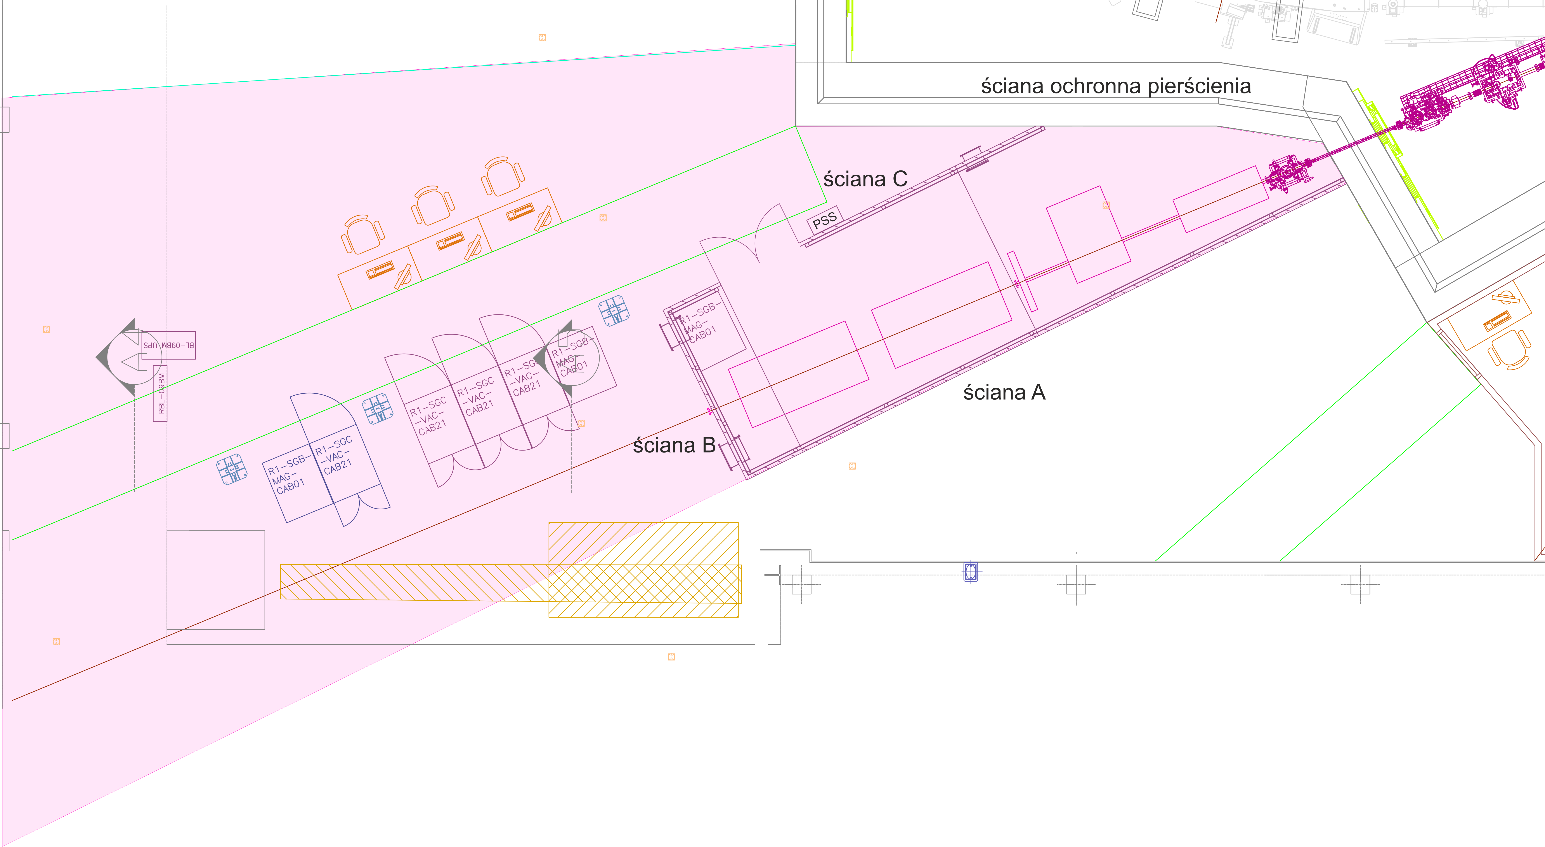 ściana ochronna pierścienia
ściana C
PSS
R1-SGB-
MAG-
CAB01
R1-SGB-
MAG-
CAB01
R1-SGC
-VAC-
CAB21
R1-SGC
-VAC-
CAB21
R1-SGC
-VAC-
CAB21
ściana A
ściana B
R1-SGC
-VAC-
CAB21
R1-SGB-
MAG-
CAB01